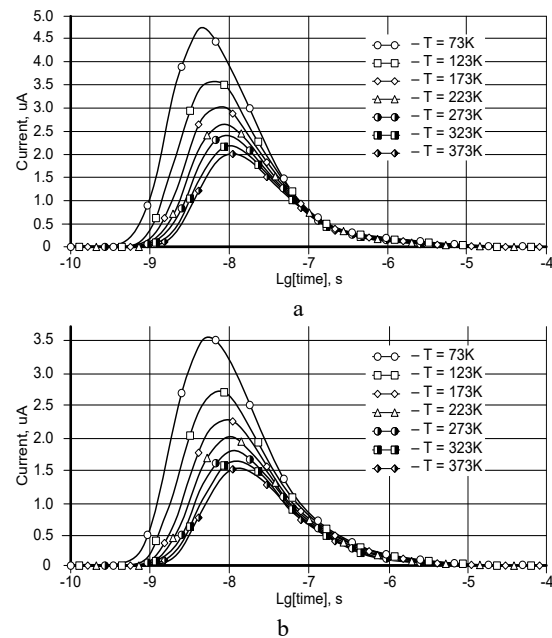 5.0
4.5
4.0
3.5
3.0
2.5
2.0
1.5
1.0
0.5
0
Current, uA
– T = 73K
– T = 123K
– T = 173K
– T = 223K
– T = 273K
– T = 323K
– T = 373K
-10 -9 -8 -7 -6 -5 -4
Lg[time], s
a
3.5
3.0
2.5
2.0
1.5
1.0
0.5
0
Current, uA
– T = 73K
– T = 123K
– T = 173K
– T = 223K
– T = 273K
– T = 323K
– T = 373K
-10 -9 -8 -7 -6 -5 -4
Lg[time], s
b